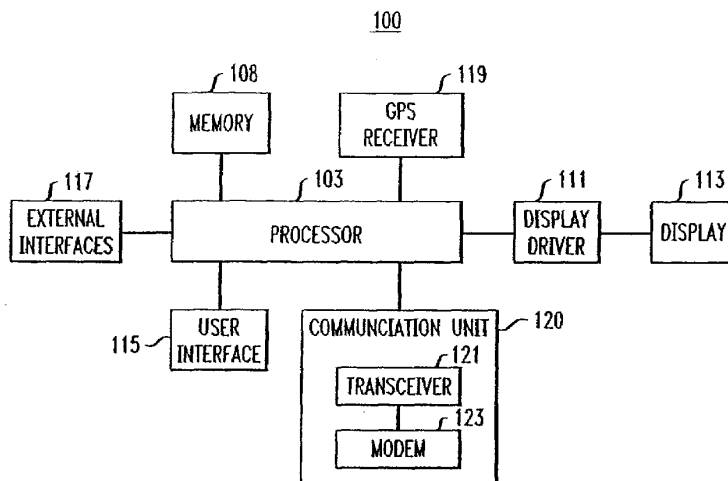 100
108
MEMORY
119
GPS
RECEIVER
117
EXTERNAL
INTERFACES
103
PROCESSOR
111
DISPLAY
DRIVER
113
DISPLAY
115
USER
INTERFACE
COMMUNCIATION UNIT
120
121
TRANSCEIVER
123
MODEM